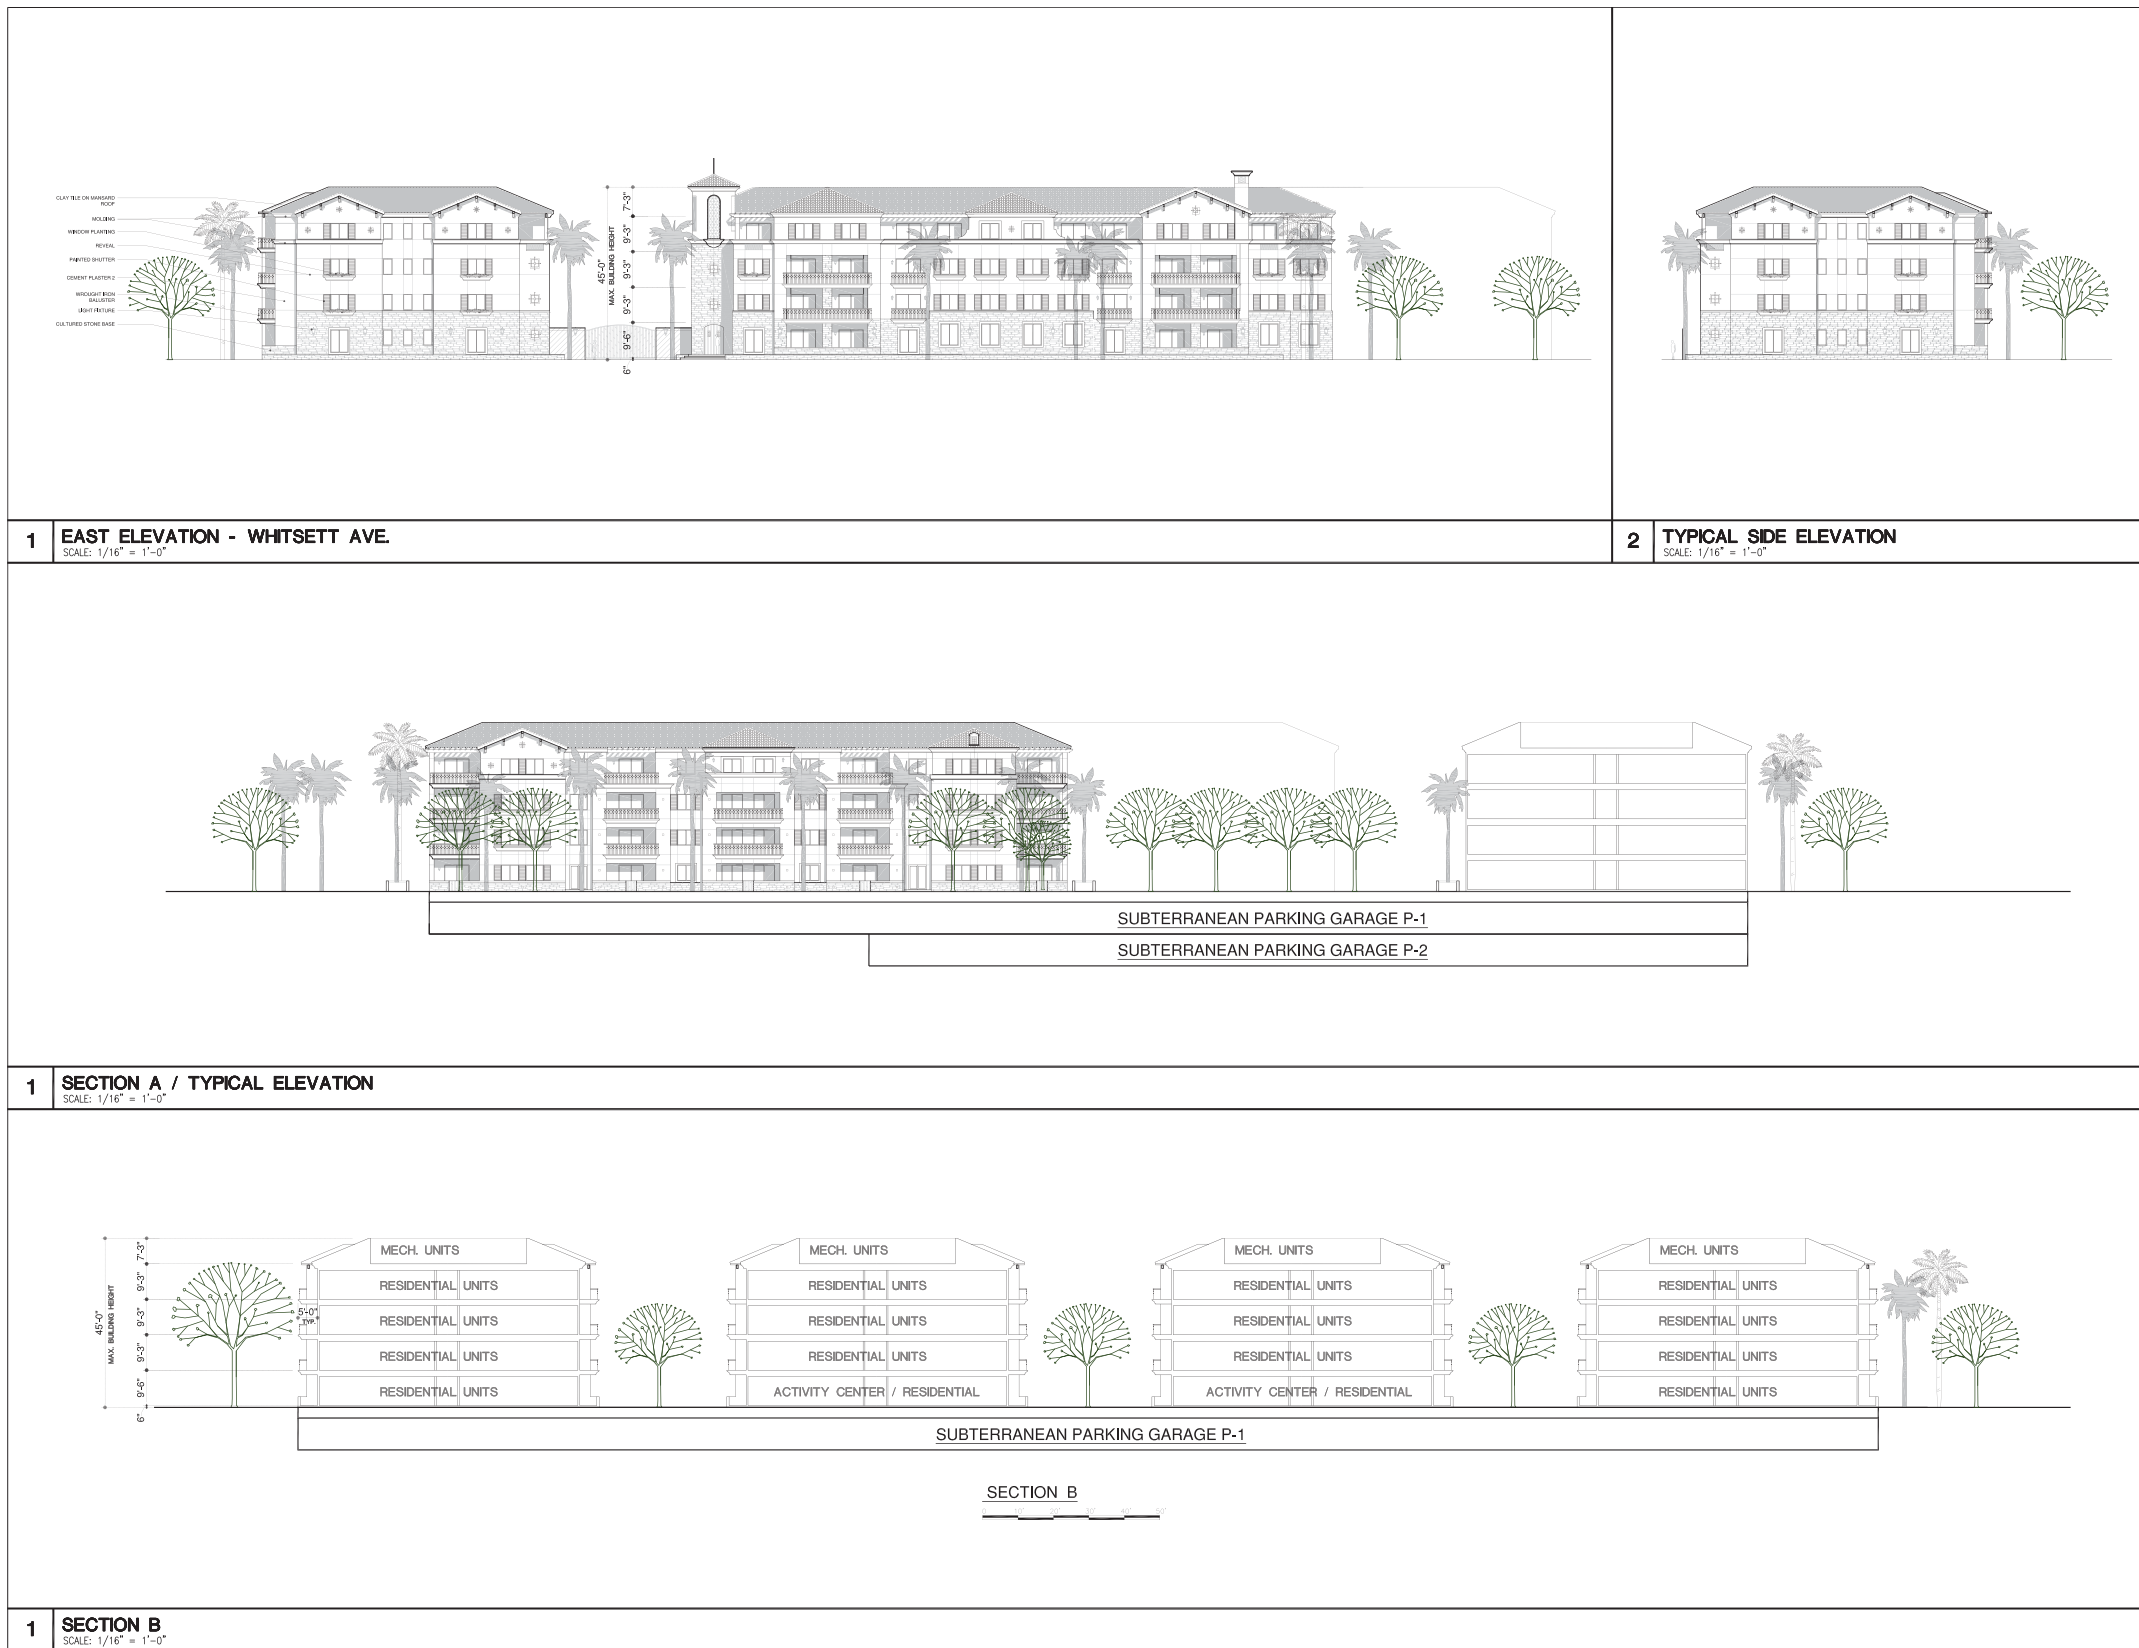 CLAY TILE ON MANSARD
ROOF
MOLDING
WINDOW PLANTING
REVEAL
PAINTED SHUTTER
CEMENT PLASTER 2
WROUGHT IRON
BALUSTER
LIGHT FIXTURE
CULTURED STONE BASE
45'-0"
MAX. BUILDING HEIGHT
7'-3"
9'-3"
9'-3"
9'-3"
9'-6"
6"
1 EAST ELEVATION - WHITSETT AVE.
SCALE: 1/16" = 1'-0"
2 TYPICAL SIDE ELEVATION
SCALE: 1/16" = 1'-0"
SUBTERRANEAN PARKING GARAGE P-1
SUBTERRANEAN PARKING GARAGE P-2
1 SECTION A / TYPICAL ELEVATION
SCALE: 1/16" = 1'-0"
45'-0"
MAX. BUILDING HEIGHT
7'-3"
9'-3"
9'-3"
9'-3"
9'-6"
6"
5'-0"
TYP.
MECH. UNITS MECH. UNITS MECH. UNITS MECH. UNITS
RESIDENTIAL UNITS RESIDENTIAL UNITS RESIDENTIAL UNITS RESIDENTIAL UNITS
RESIDENTIAL UNITS RESIDENTIAL UNITS RESIDENTIAL UNITS RESIDENTIAL UNITS
RESIDENTIAL UNITS RESIDENTIAL UNITS RESIDENTIAL UNITS RESIDENTIAL UNITS
RESIDENTIAL UNITS ACTIVITY CENTER / RESIDENTIAL ACTIVITY CENTER / RESIDENTIAL RESIDENTIAL UNITS
SUBTERRANEAN PARKING GARAGE P-1
SECTION B
0 10' 20' 30' 40' 50'
1 SECTION B
SCALE: 1/16" = 1'-0"